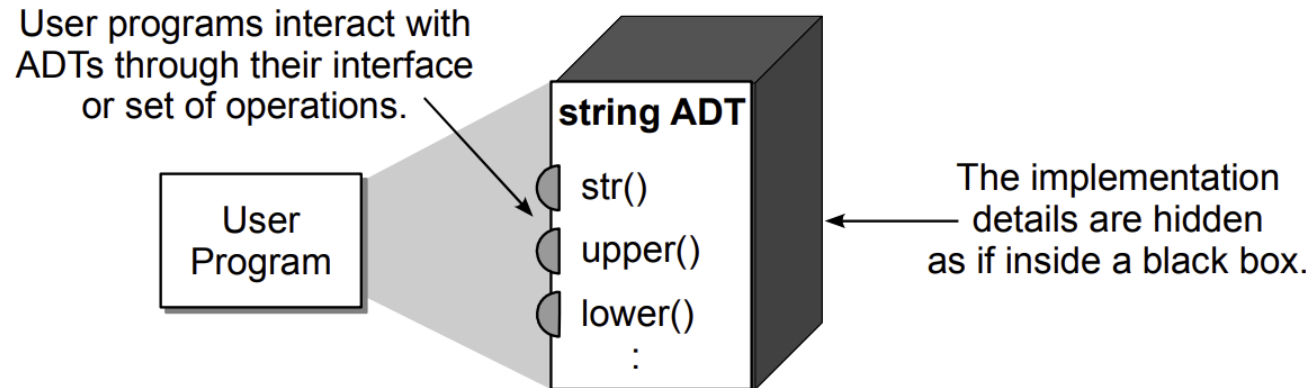 User programs interact with
ADTs through their interface
or set of operations.
string ADT
str()
upper()
lower()
:
User
Program
The implementation
details are hidden
as if inside a black box.